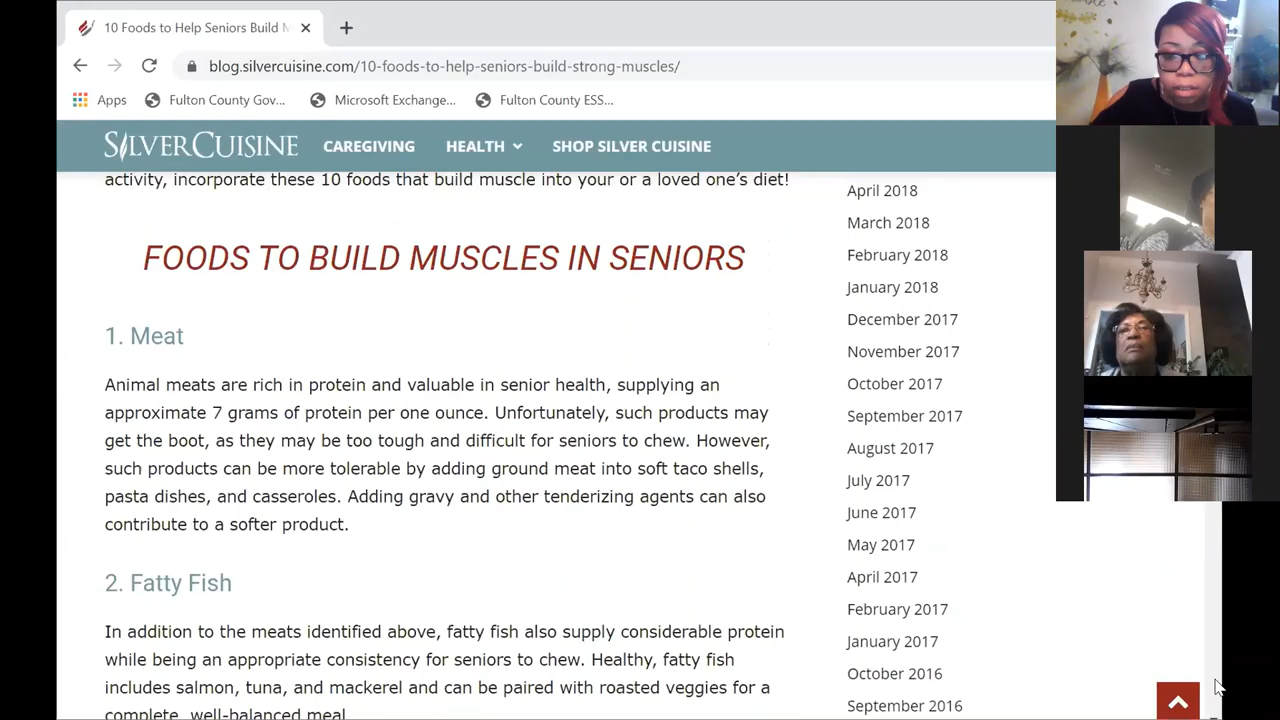 10 Foods to Help Seniors Build M
blog.silvercuisine.com/10-foods-to-help-seniors-build-strong-muscles/
Apps Fulton County Gov... Microsoft Exchange... Fulton County ESS...
SILVERCUISINE CAREGIVING HEALTH SHOP SILVER CUISINE
activity, incorporate these 10 foods that build muscle into your or a loved one's diet!
FOODS TO BUILD MUSCLES IN SENIORS
1. Meat
Animal meats are rich in protein and valuable in senior health, supplying an
approximate 7 grams of protein per one ounce. Unfortunately, such products may
get the boot, as they may be too tough and difficult for seniors to chew. However,
such products can be more tolerable by adding ground meat into soft taco shells,
pasta dishes, and casseroles. Adding gravy and other tenderizing agents can also
contribute to a softer product.
2. Fatty Fish
In addition to the meats identified above, fatty fish also supply considerable protein
while being an appropriate consistency for seniors to chew. Healthy, fatty fish
includes salmon, tuna, and mackerel and can be paired with roasted veggies for a
complete, well-balanced meal
April 2018
March 2018
February 2018
January 2018
December 2017
November 2017
October 2017
September 2017
August 2017
July 2017
June 2017
May 2017
April 2017
February 2017
January 2017
October 2016
September 2016